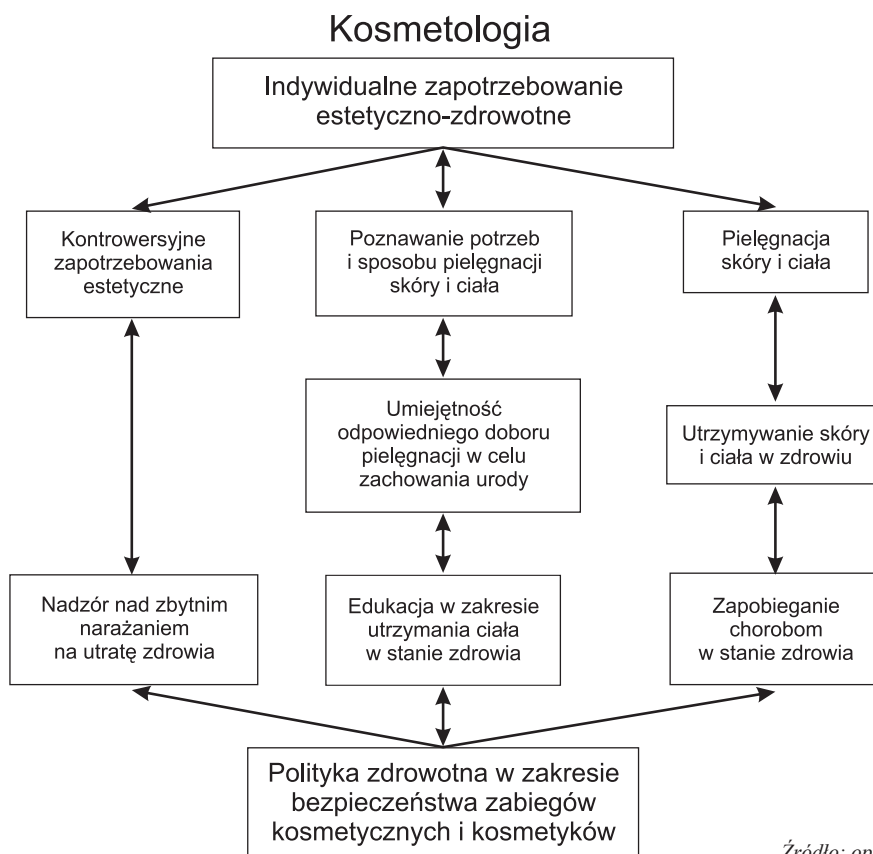 Kosmetologia
Indywidualne zapotrzebowanie
estetyczno-zdrowotne
Kontrowersyjne
zapotrzebowania
estetyczne
Poznawanie potrzeb
i sposobu pielęgnacji
skóry i ciała
Pielęgnacja
skóry i ciała
Umiejętność
odpowiedniego doboru
pielęgnacji w celu
zachowania urody
Utrzymywanie skóry
i ciała w zdrowiu
Nadzór nad zbytnim
narażaniem
na utratę zdrowia
Edukacja w zakresie
utrzymania ciała
w stanie zdrowia
Zapobieganie
chorobom
w stanie zdrowia
Polityka zdrowotna w zakresie
bezpieczeństwa zabiegów
kosmetycznych i kosmetyków
Źródło: